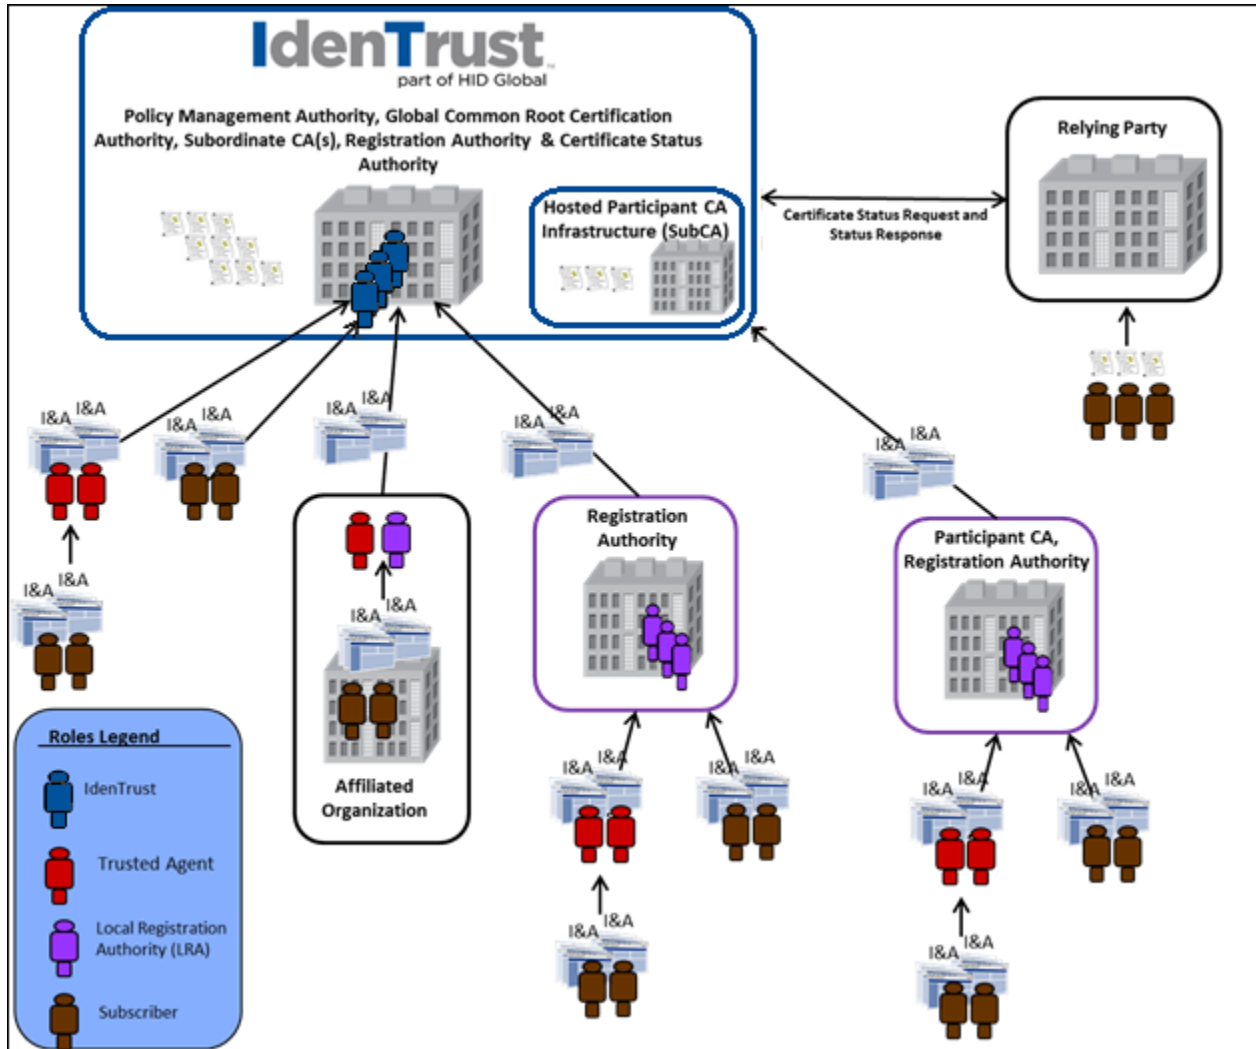 IdenTrust™
part of HID Global
Policy Management Authority, Global Common Root Certification
Authority, Subordinate CA(s), Registration Authority & Certificate Status
Authority
Hosted Participant CA
Infrastructure (SubCA)
Certificate Status Request and
Status Response
Relying Party
I&A
I&A
I&A
I&A
I&A
I&A
I&A
I&A
I&A
I&A
I&A
I&A
I&A
I&A
Affiliated
Organization
Registration
Authority
I&A
I&A
I&A
I&A
I&A
I&A
Participant CA,
Registration Authority
I&A
I&A
I&A
I&A
I&A
I&A
Roles Legend
IdenTrust
Trusted Agent
Local Registration
Authority (LRA)
Subscriber